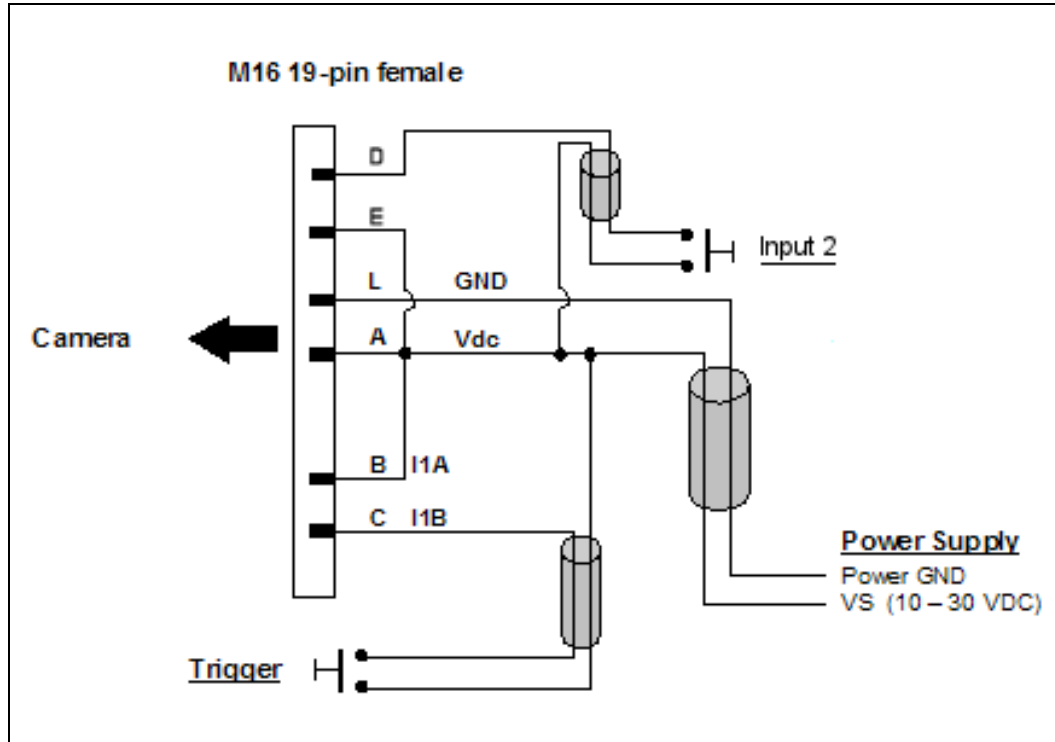 M16 19-pin female
D
E
Input 2
L GND
Camera
A Vdc
B I1A
C I1B
Power Supply
Power GND
VS (10 – 30 VDC)
Trigger